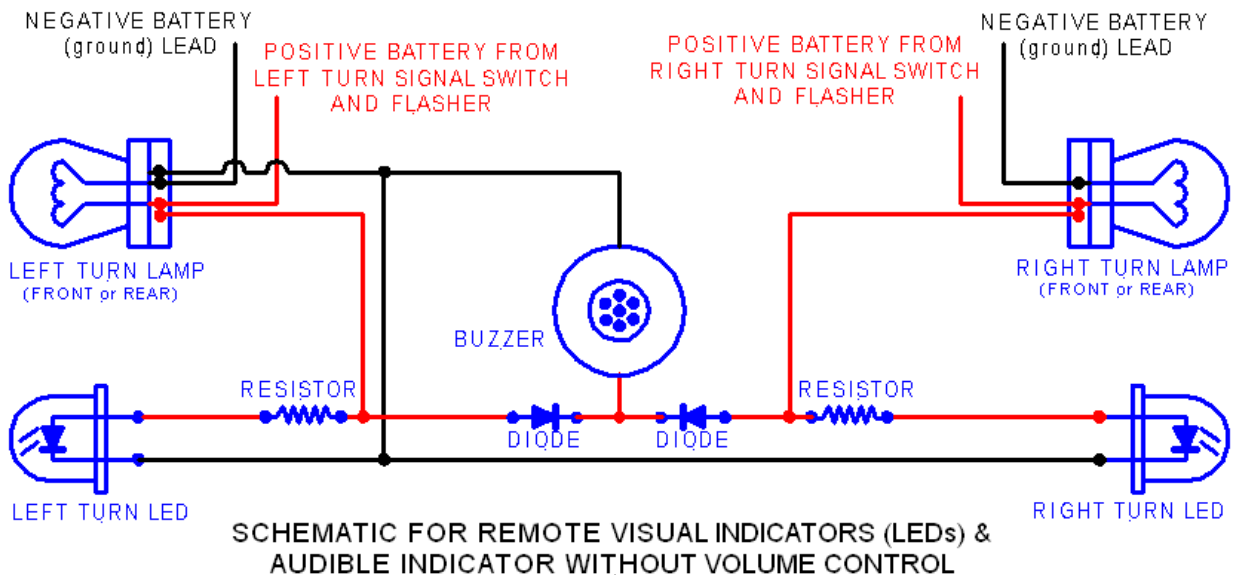 NEGATIVE BATTERY
(ground) LEAD
POSITIVE BATTERY FROM
LEFT TURN SIGNAL SWITCH
AND FLASHER
POSITIVE BATTERY FROM
RIGHT TURN SIGNAL SWITCH
AND FLASHER
NEGATIVE BATTERY
(ground) LEAD
LEFT TURN LAMP
(FRONT or REAR)
RIGHT TURN LAMP
(FRONT or REAR)
BUZZER
RESISTOR
RESISTOR
DIODE
DIODE
LEFT TURN LED
RIGHT TURN LED
SCHEMATIC FOR REMOTE VISUAL INDICATORS (LEDs) &
AUDIBLE INDICATOR WITHOUT VOLUME CONTROL